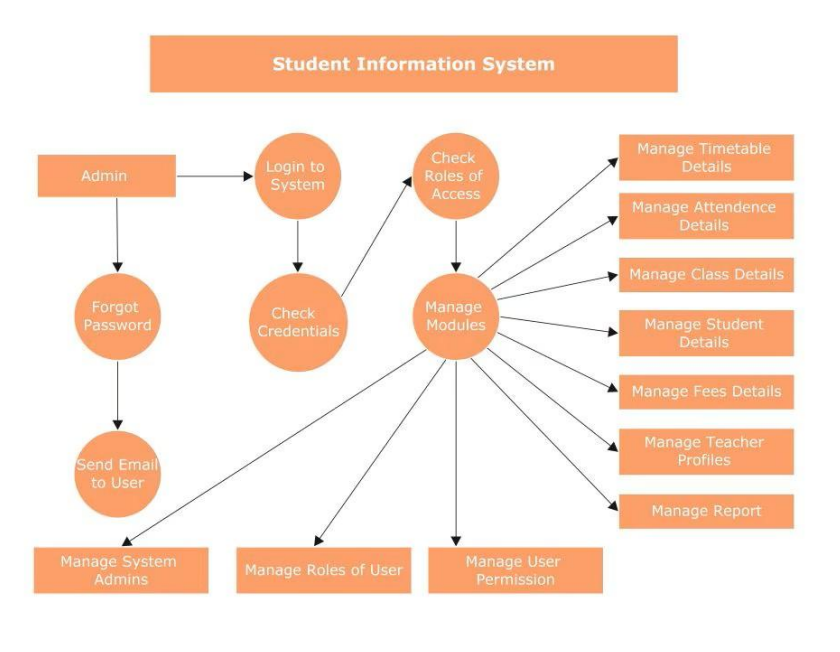 Student Information System
Admin
Login to
System
Check
Roles of
Access
Manage Timetable
Details
Manage Attendence
Details
Manage Class Details
Forgot
Password
Check
Credentials
Manage
Modules
Manage Student
Details
Manage Fees Details
Manage Teacher
Profiles
Send Email
to User
Manage Report
Manage System
Admins
Manage Roles of User
Manage User
Permission